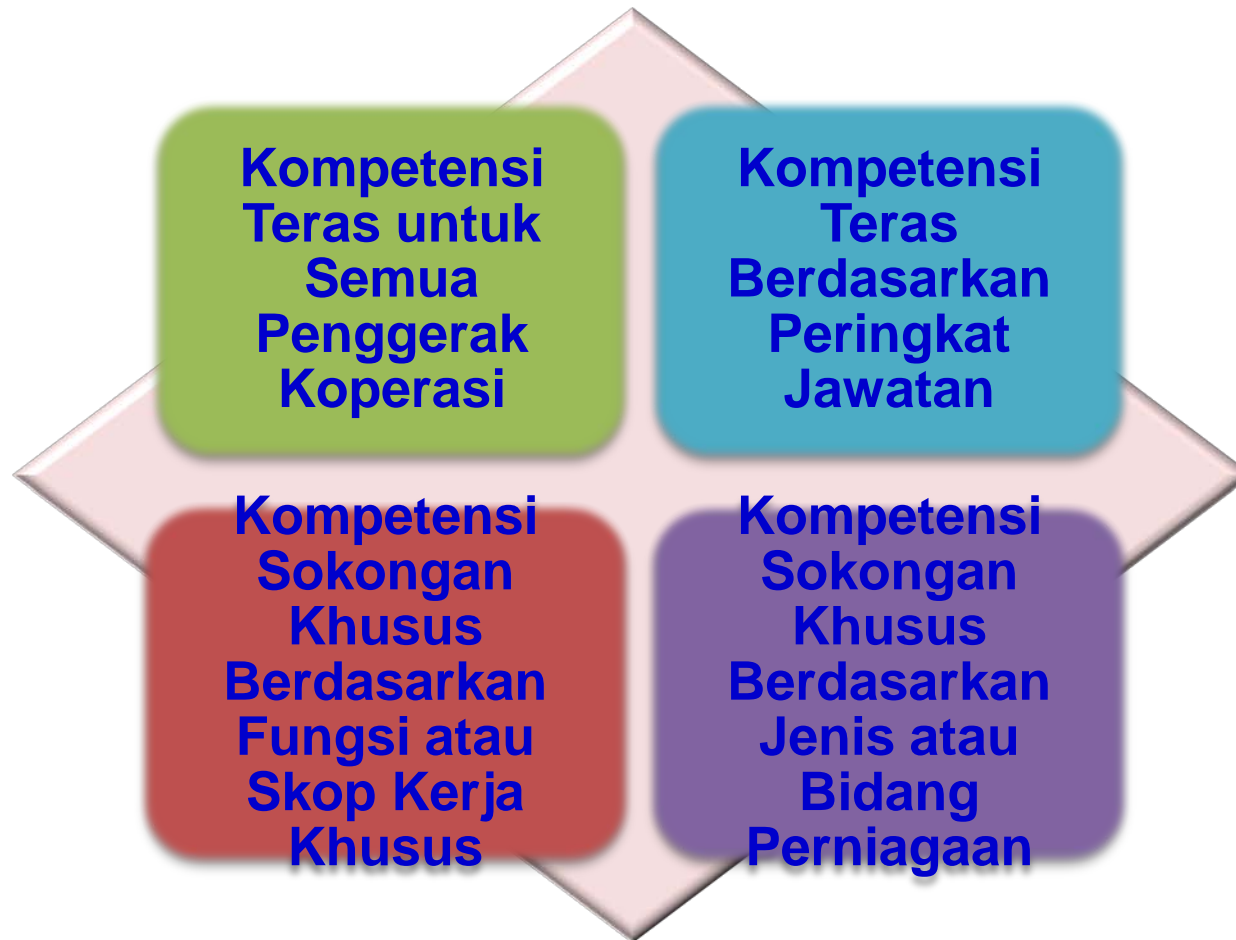 Kompetensi
Teras untuk
Semua
Penggerak
Koperasi
Kompetensi
Teras
Berdasarkan
Peringkat
Jawatan
Kompetensi
Sokongan
Khusus
Berdasarkan
Fungsi atau
Skop Kerja
Khusus
Kompetensi
Sokongan
Khusus
Berdasarkan
Jenis atau
Bidang
Perniagaan